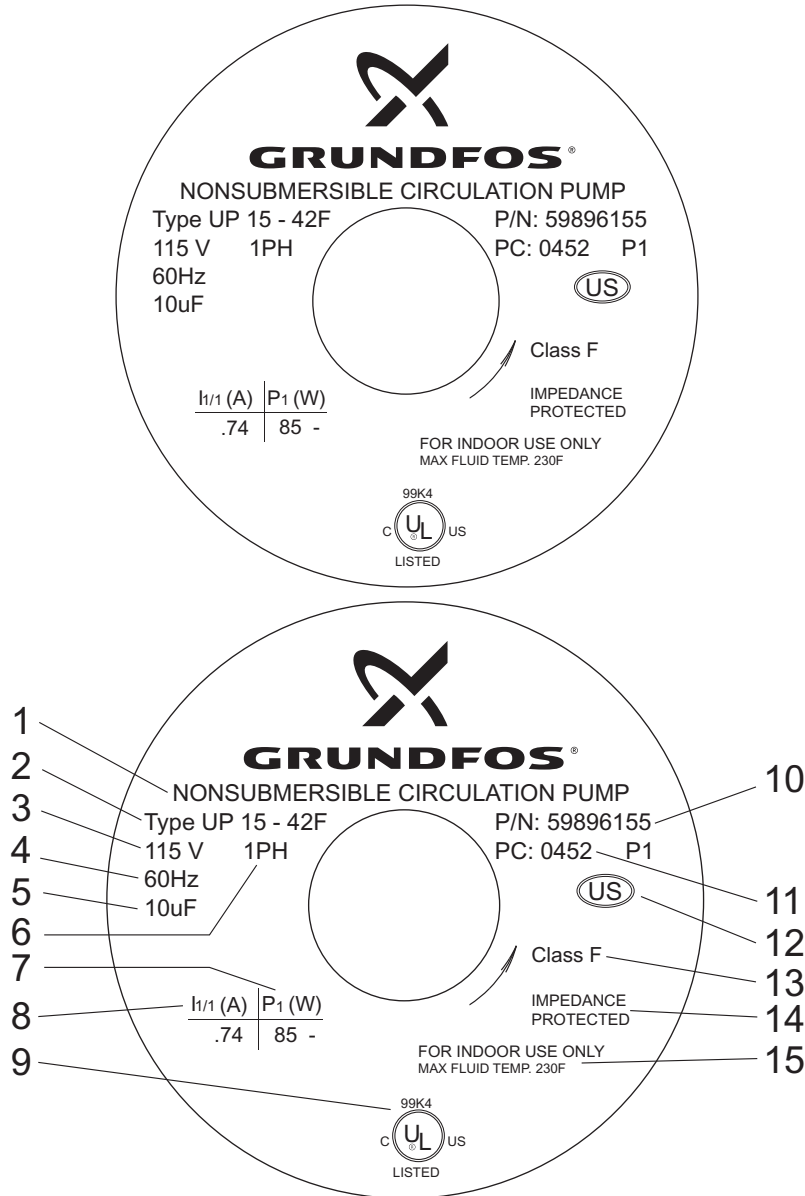 GRUNDFOS®
NONSUBMERSIBLE CIRCULATION PUMP
Type UP 15 - 42F P/N: 59896155
115 V 1PH PC: 0452 P1
60Hz US
10uF
Class F
I1/1 (A) P1 (W) IMPEDANCE
PROTECTED
.74 85 -
FOR INDOOR USE ONLY
MAX FLUID TEMP. 230F
99K4
C UL® US
LISTED
1
2
3
4
5
6
7
8
9
GRUNDFOS®
NONSUBMERSIBLE CIRCULATION PUMP
Type UP 15 - 42F P/N: 59896155
115 V 1PH PC: 0452 P1
60Hz US
10uF
Class F
I1/1 (A) P1 (W) IMPEDANCE
PROTECTED
.74 85 -
FOR INDOOR USE ONLY
MAX FLUID TEMP. 230F
99K4
C UL® US
LISTED
10
11
12
13
14
15